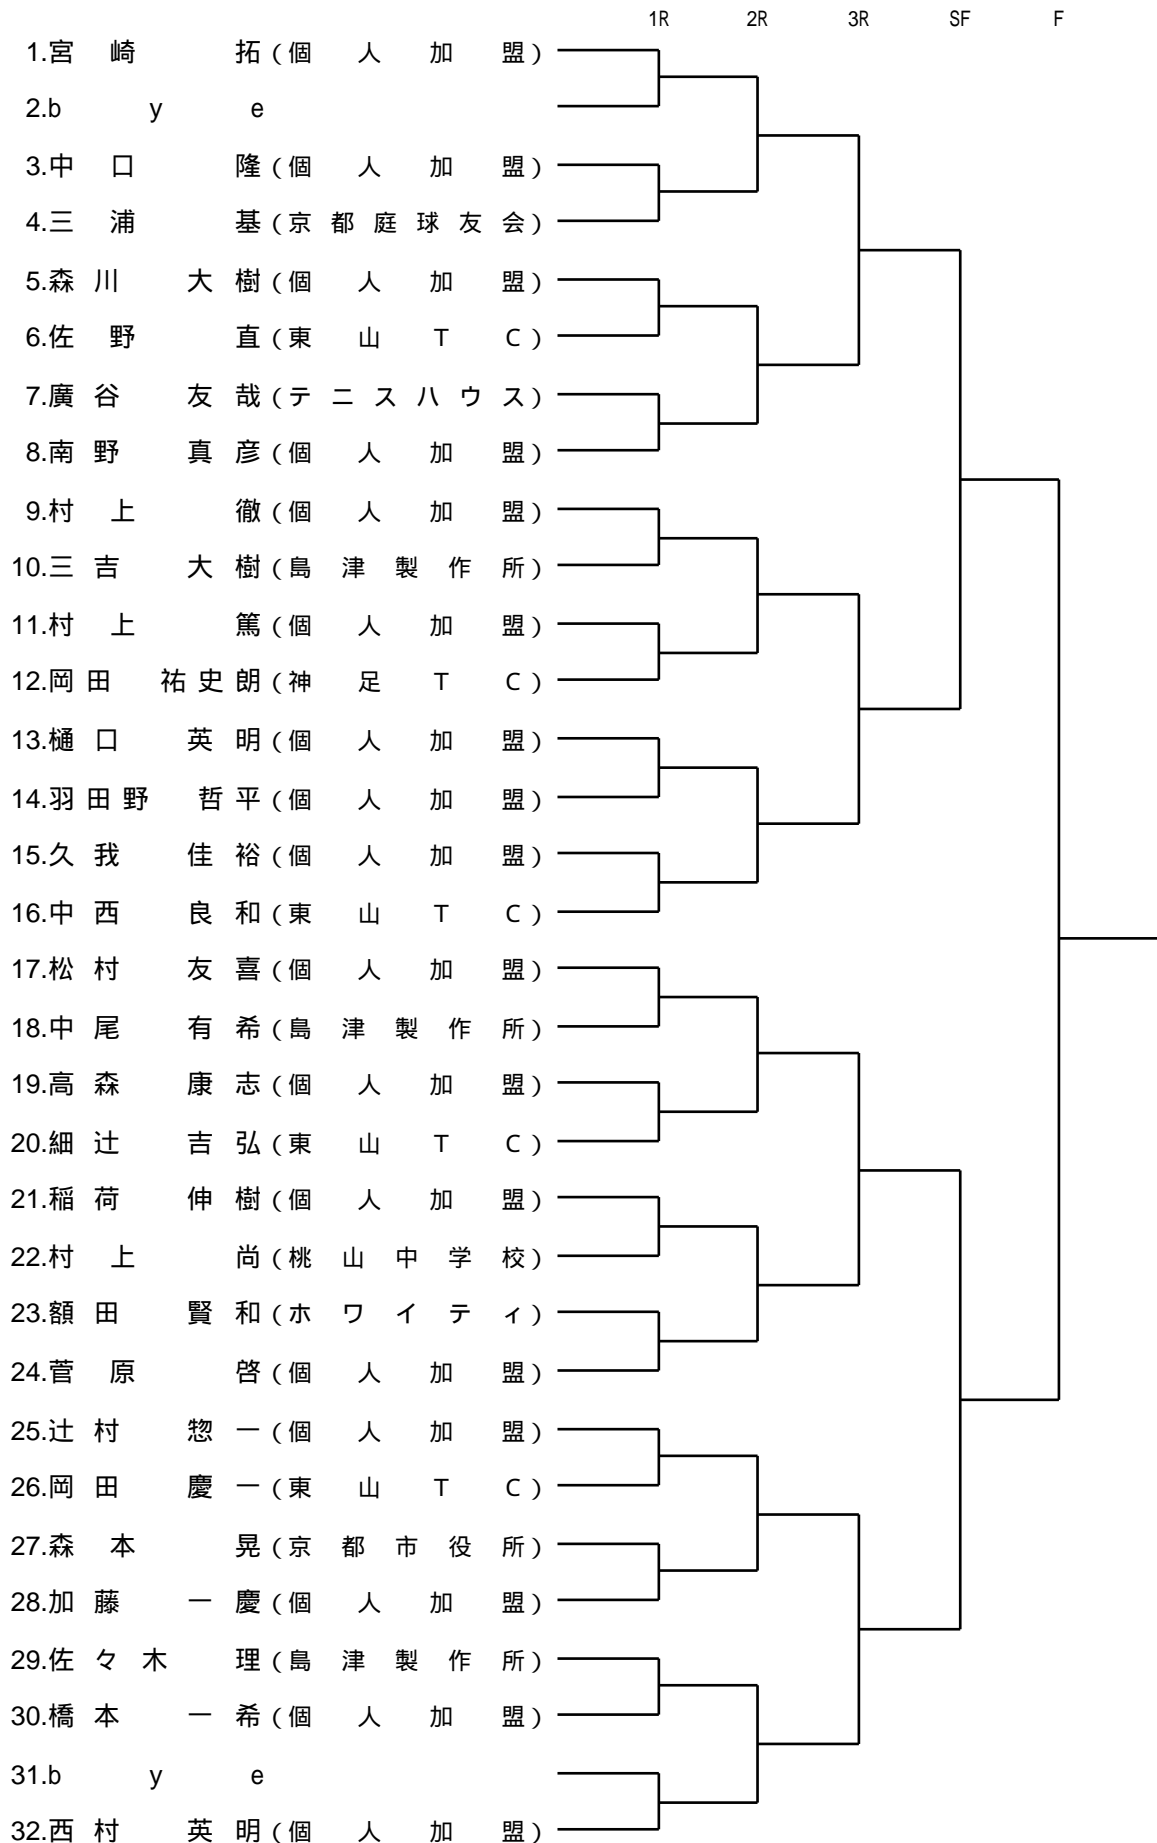 1R 2R 3R SF F
1.宮崎 拓(個人加盟)
2.bye
3.中口 隆(個人加盟)
4.三浦 基(京都庭球友会)
5.森川 大樹(個人加盟)
6.佐野 直(東山TC)
7.廣谷 友哉(テニスハウス)
8.南野 真彦(個人加盟)
9.村上 徹(個人加盟)
10.三吉 大樹(島津製作所)
11.村上 篤(個人加盟)
12.岡田 祐史朗(神足TC)
13.樋口 英明(個人加盟)
14.羽田野 哲平(個人加盟)
15.久我 佳裕(個人加盟)
16.中西 良和(東山TC)
17.松村 友喜(個人加盟)
18.中尾 有希(島津製作所)
19.高森 康志(個人加盟)
20.細辻 吉弘(東山TC)
21.稲荷 伸樹(個人加盟)
22.村上 尚(桃山中学校)
23.額田 賢和(ホワイティ)
24.菅原 啓(個人加盟)
25.辻村 惣一(個人加盟)
26.岡田 慶一(東山TC)
27.森本 晃(京都市役所)
28.加藤 一慶(個人加盟)
29.佐々木 理(島津製作所)
30.橋本 一希(個人加盟)
31.bye
32.西村 英明(個人加盟)